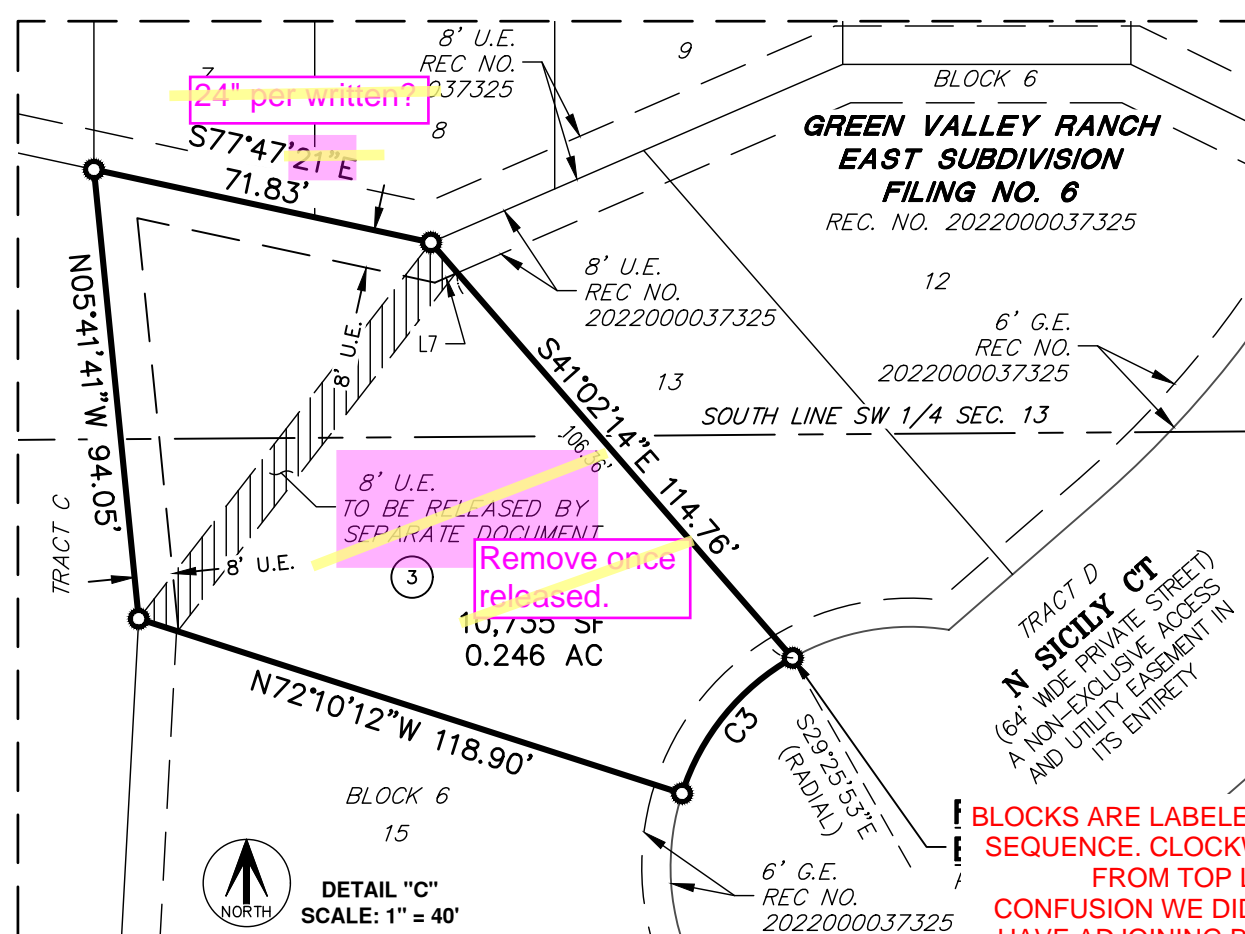 8' U.E.
REC NO.
037325
9
7
24" per written?
8
S77°47'21"E
71.83'
BLOCK 6
GREEN VALLEY RANCH
EAST SUBDIVISION
FILING NO. 6
REC. NO. 2022000037325
8' U.E.
REC NO.
2022000037325
12
6' G.E.
REC NO.
2022000037325
N05°41'41"W 94.05'
8' U.E.
L7
S41°02'14"E 114.76'
106.36'
13
SOUTH LINE SW 1/4 SEC. 13
TRACT C
8' U.E.
TO BE RELEASED BY
SEPARATE DOCUMENT
8' U.E.
3
Remove once
released.
10,735 SF
0.246 AC
N72°10'12"W 118.90'
C3
S29°25'53"E
(RADIAL)
TRACT D
N SICILY CT
(64' WIDE PRIVATE STREET)
A NON-EXCLUSIVE ACCESS
AND UTILITY EASEMENT IN
ITS ENTIRETY
BLOCK 6
15
NORTH
DETAIL "C"
SCALE: 1" = 40'
6' G.E.
REC NO.
2022000037325
BLOCKS ARE LABELE
SEQUENCE. CLOCKW
FROM TOP L
CONFUSION WE DID
HAVE ADJOINING